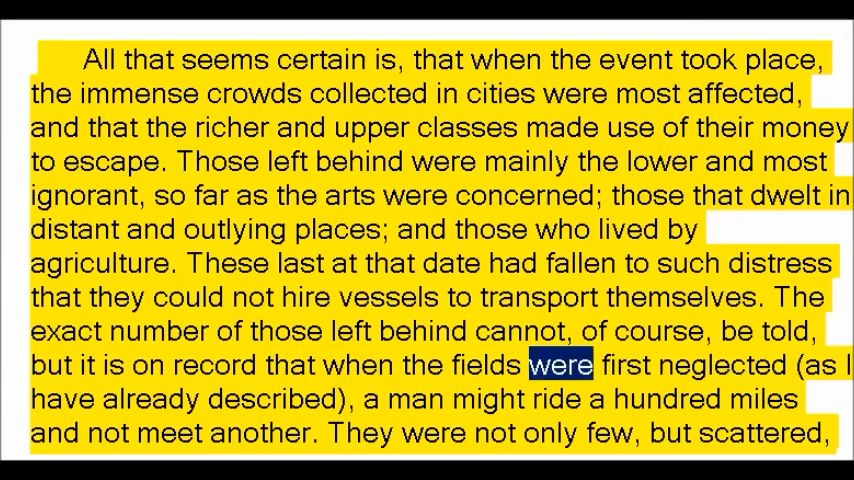 All that seems certain is, that when the event took place,
the immense crowds collected in cities were most affected,
and that the richer and upper classes made use of their money
to escape. Those left behind were mainly the lower and most
ignorant, so far as the arts were concerned; those that dwelt in
distant and outlying places; and those who lived by
agriculture. These last at that date had fallen to such distress
that they could not hire vessels to transport themselves. The
exact number of those left behind cannot, of course, be told,
but it is on record that when the fields were first neglected (as I
have already described), a man might ride a hundred miles
and not meet another. They were not only few, but scattered,